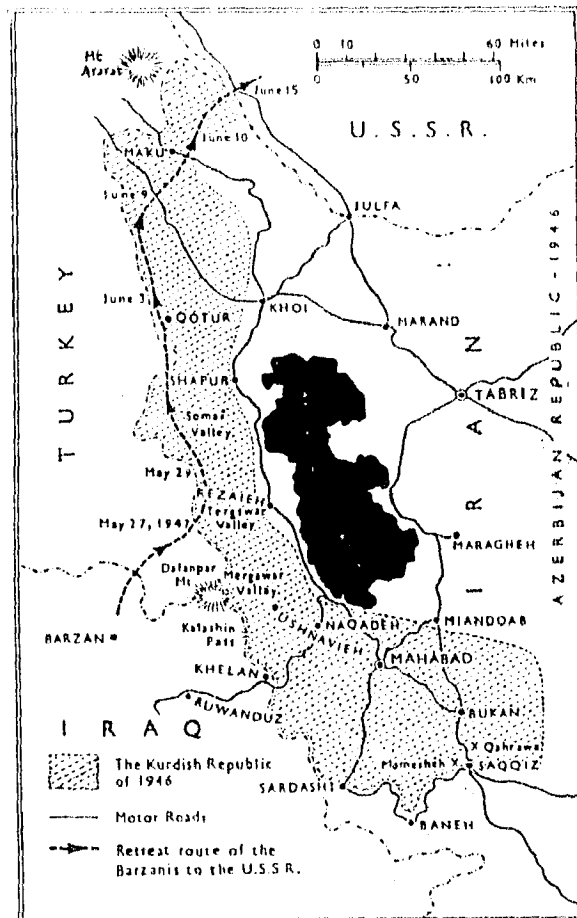 Mt
Ararat
0 10 60 Miles
0 50 100 Km
June 15
U.S.S.R.
June 10
MAKU
June 9
JULFA
TURKEY
June 3
QOTUR
KHOI
MARAND
IRAN
AZERBIJAN REPUBLIC-1946
SHAPUR
TABRIZ
Somai
Valley
May 29
REZAIEH
Tergawar
Valley
May 27, 1947
MARAGHEH
Dalanpar
Mt
Mergawar
Valley
BARZAN
Kalashin
Pass
USHNAVIEH
NAQADEH
MIANDOAB
MAHABAD
KHELAN
RUWANDUZ
BUKAN
IRAQ
X Qahrawa
Mamesheh X
SAQQIZ
The Kurdish Republic
of 1946
SARDASHT
Motor Roads
BANEH
Retreat route of the
Barzanis to the U.S.S.R.